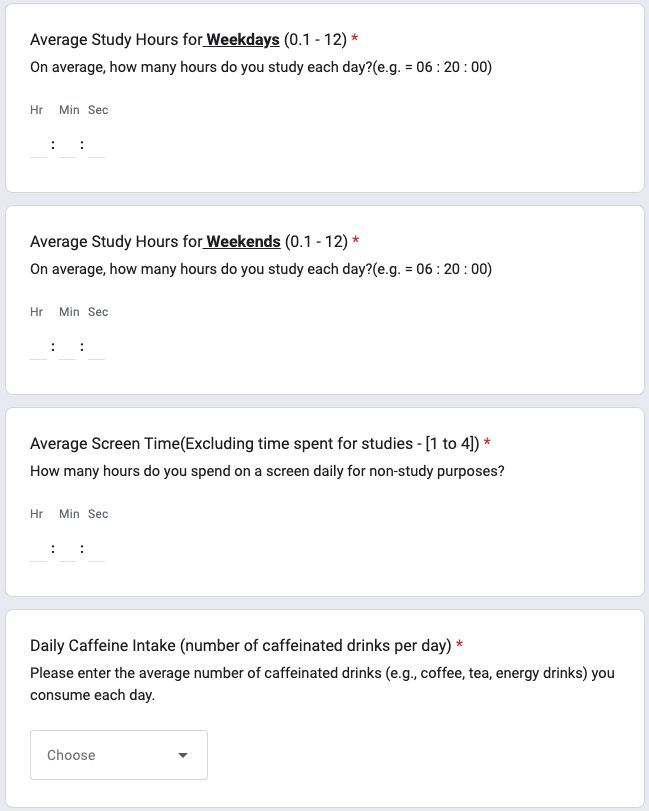 Average Study Hours for Weekdays (0.1 - 12) *
On average, how many hours do you study each day?(e.g. = 06 : 20 : 00)
Hr Min Sec
: :
Average Study Hours for Weekends (0.1 - 12) *
On average, how many hours do you study each day?(e.g. = 06 : 20 : 00)
Hr Min Sec
: :
Average Screen Time(Excluding time spent for studies - [1 to 4]) *
How many hours do you spend on a screen daily for non-study purposes?
Hr Min Sec
: :
Daily Caffeine Intake (number of caffeinated drinks per day) *
Please enter the average number of caffeinated drinks (e.g., coffee, tea, energy drinks) you
consume each day.
Choose